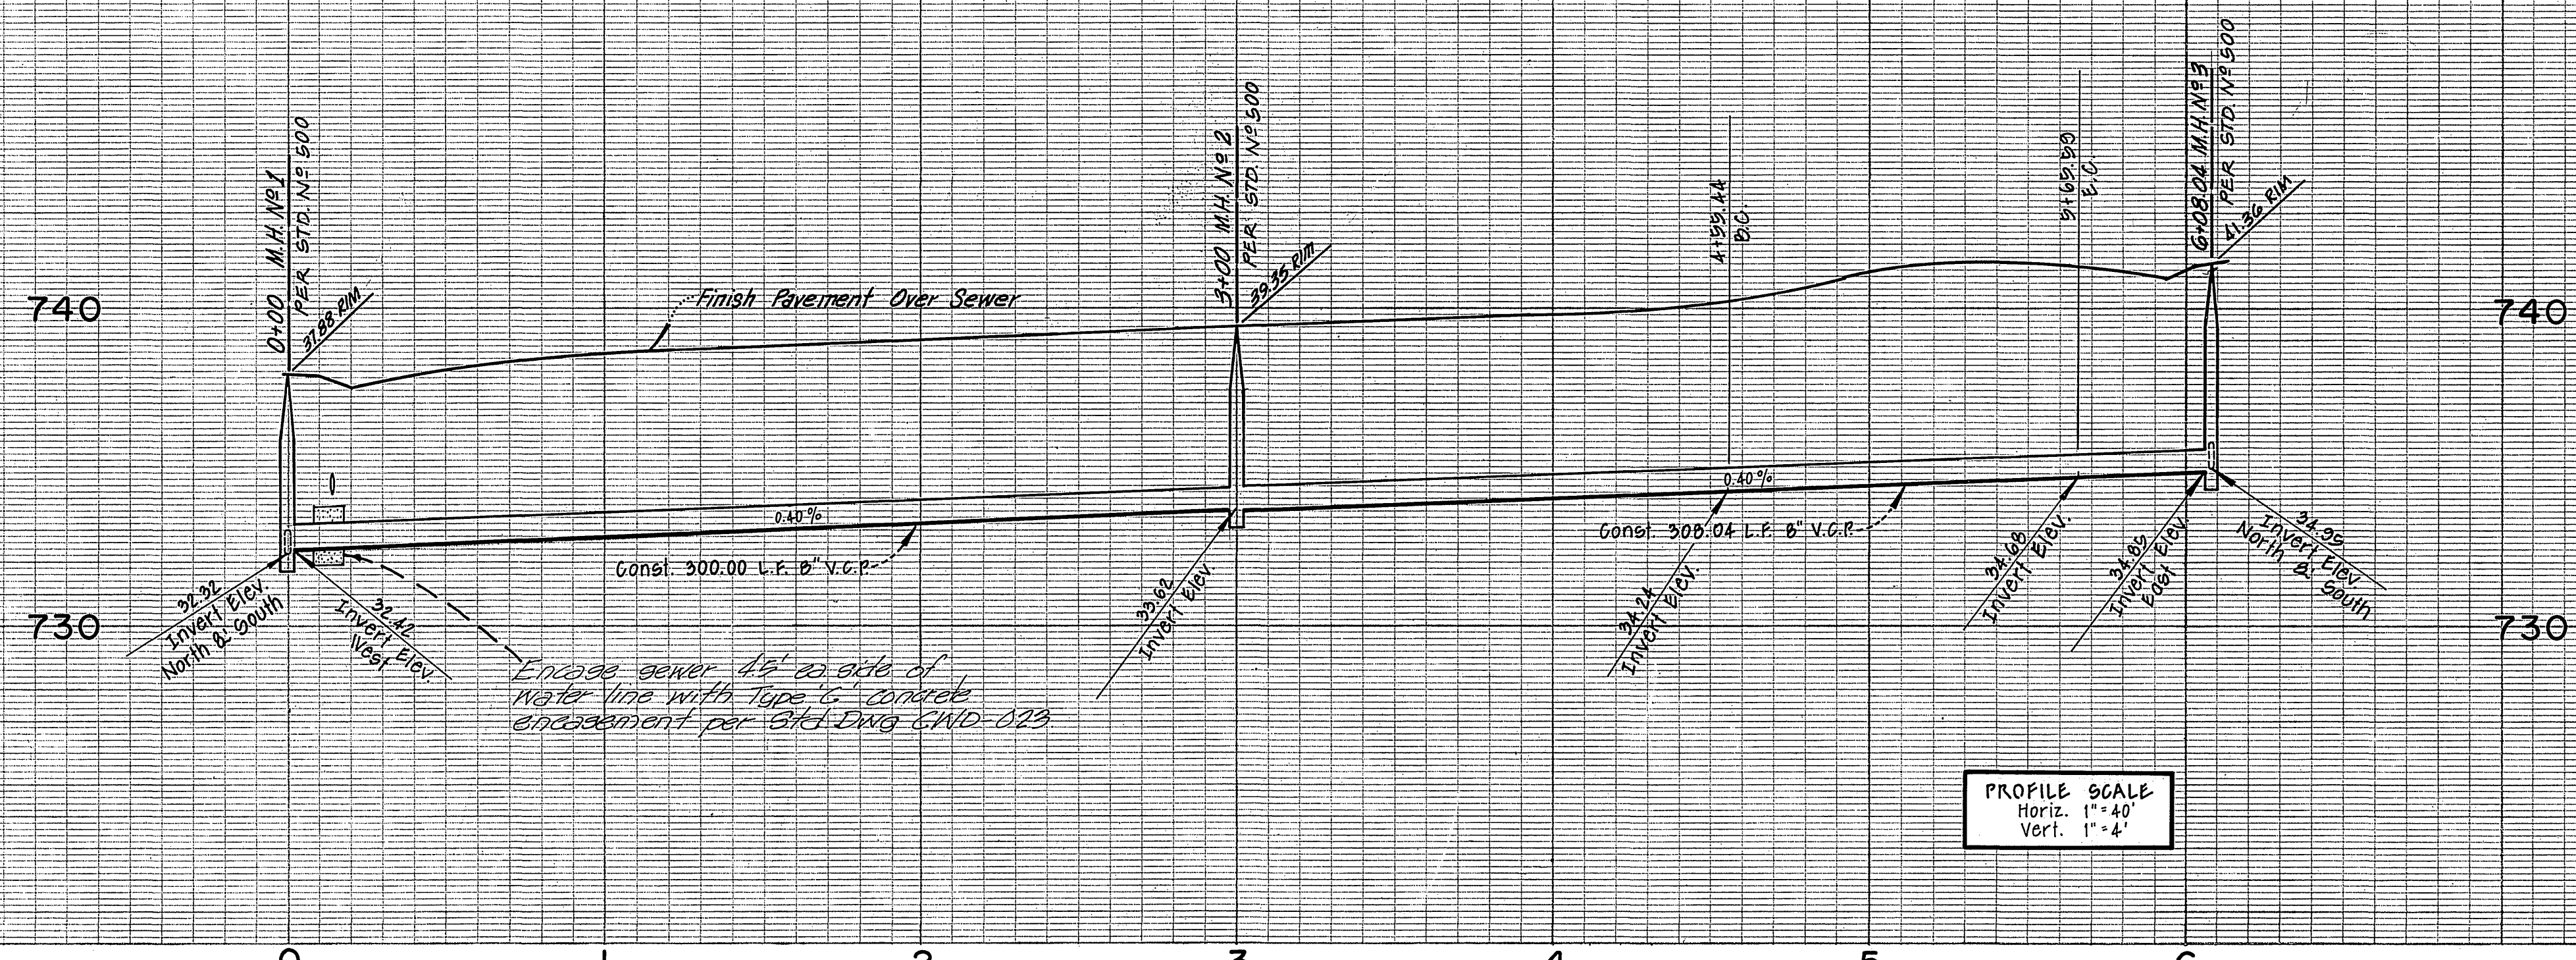 0+00 M.H. Nº 1
PER STD. Nº 500
37.88 RIM
3+00 M.H. Nº 2
PER STD. Nº 500
39.35 RIM
4+55.44
B.C.
5+65.50
E.C.
6+08.04 M.H. Nº 3
PER STD. Nº 500
41.36 RIM
740
Finish Pavement Over Sewer
740
0.40%
Const. 300.00 L.F. 8" V.C.P.
0.40%
Const. 308.04 L.F. 8" V.C.P.
32.32
Invert Elev.
North & South
32.42
Invert Elev.
West
33.62
Invert Elev
34.24
Invert Elev.
34.68
Invert Elev.
34.85
Invert Elev.
East
34.95
Invert Elev
North & South
730
730
Encase sewer 4.5' ea side of
water line with Type 'C' concrete
encasement per Std Dwg CWD-023
PROFILE SCALE
Horiz. 1"=40'
Vert. 1"=4'
0 1 2 3 4 5 6